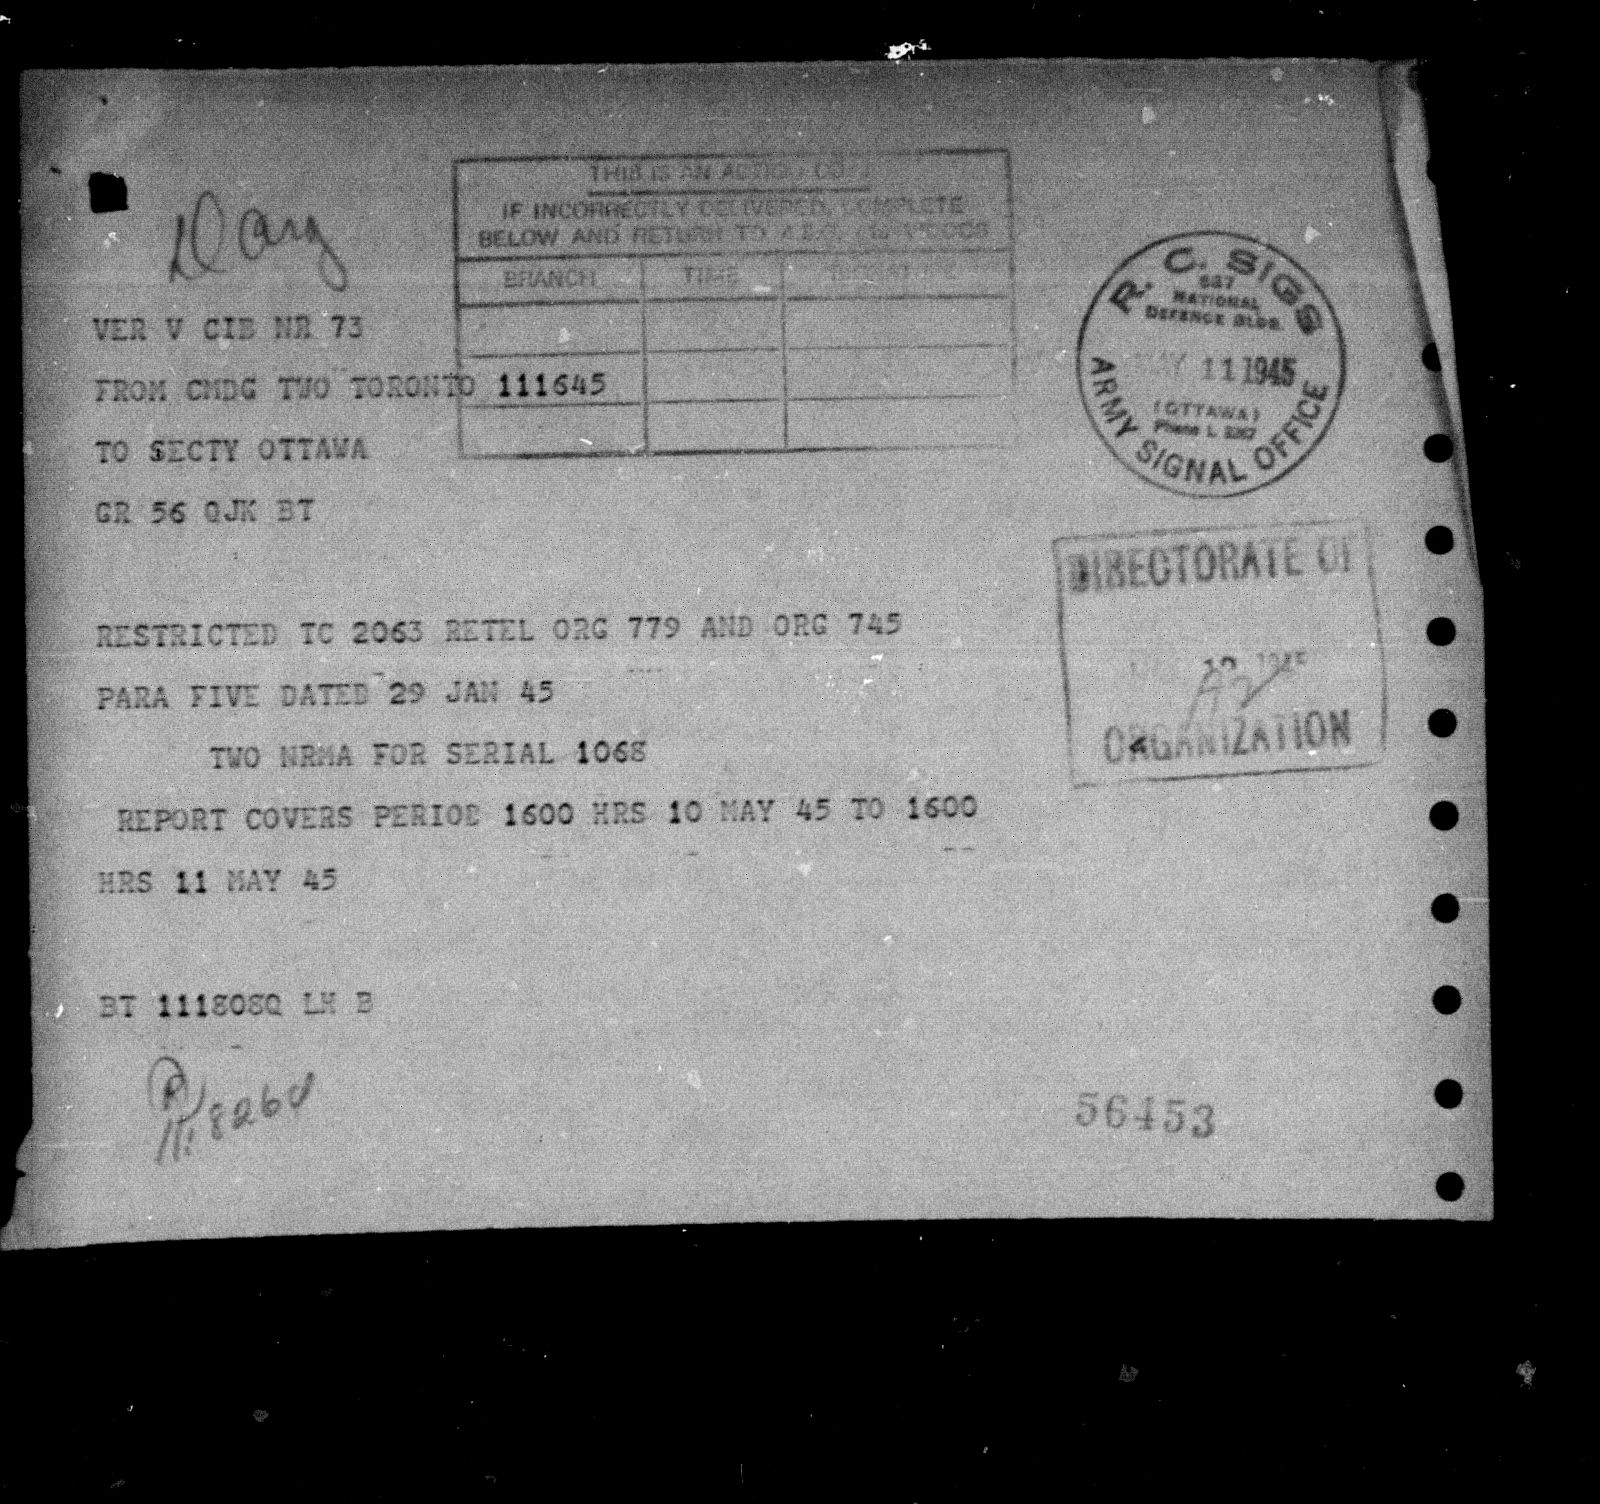 D Org
THIS IS AN ACTION COPY
IF INCORRECTLY DELIVERED, COMPLETE
BELOW AND RETURN TO
BRANCH TIME
VER V CIB NR 73
FROM CMDG TWO TORONTO 111645
TO SECTY OTTAWA
GR 56 QJK BT
R. C. SIGS
NATIONAL
DEFENCE BLDG.
MAY 11 1945
(OTTAWA)
ARMY SIGNAL OFFICE
DIRECTORATE OF
12 1945
ORGANIZATION
RESTRICTED TC 2063 RETEL ORG 779 AND ORG 745
PARA FIVE DATED 29 JAN 45
TWO NRMA FOR SERIAL 1068
REPORT COVERS PERIOD 1600 HRS 10 MAY 45 TO 1600
HRS 11 MAY 45
BT 111808Q LH B
56453